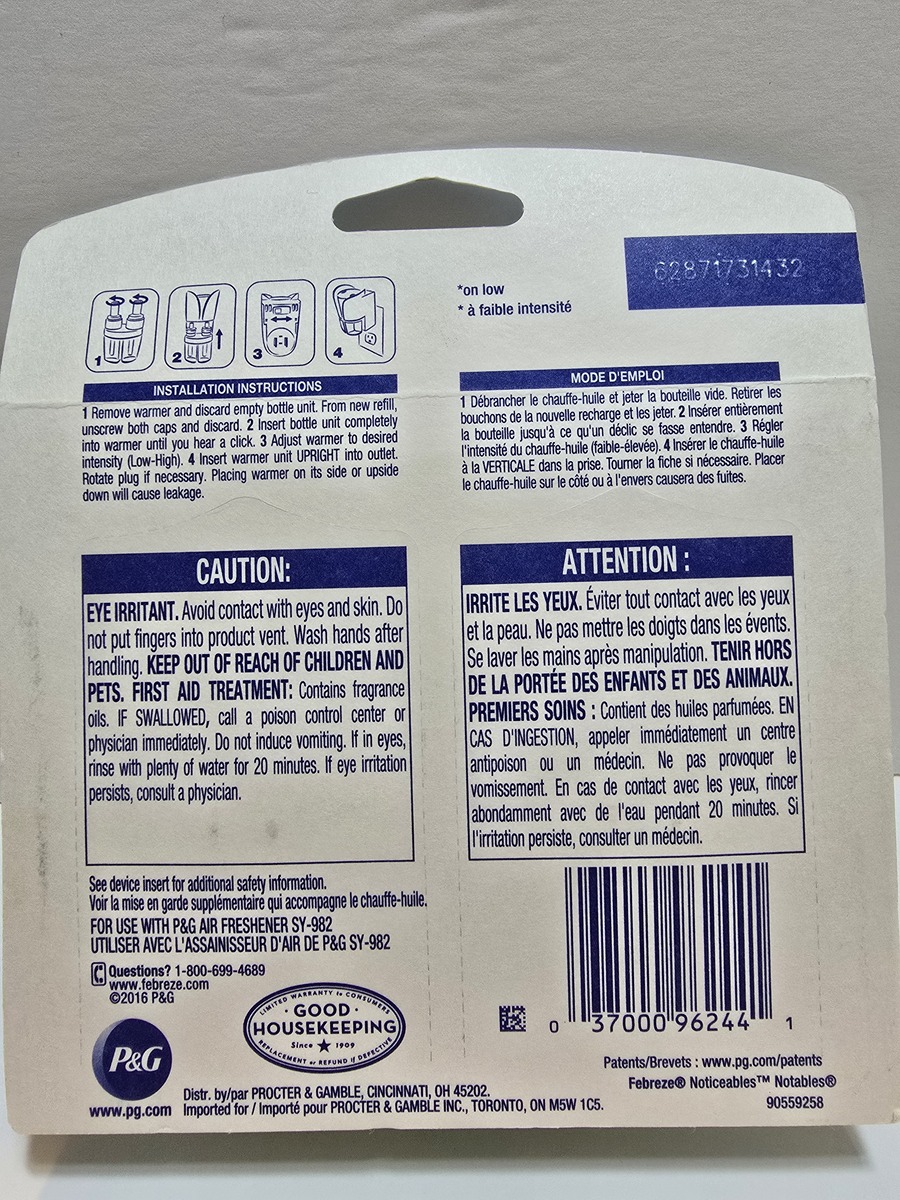 62871731432
*on low
* à faible intensité
1
2
3
4
INSTALLATION INSTRUCTIONS
1 Remove warmer and discard empty bottle unit. From new refill,
unscrew both caps and discard. 2 Insert bottle unit completely
into warmer until you hear a click. 3 Adjust warmer to desired
intensity (Low-High). 4 Insert warmer unit UPRIGHT into outlet.
Rotate plug if necessary. Placing warmer on its side or upside
down will cause leakage.
MODE D'EMPLOI
1 Débrancher le chauffe-huile et jeter la bouteille vide. Retirer les
bouchons de la nouvelle recharge et les jeter. 2 Insérer entièrement
la bouteille jusqu'à ce qu'un déclic se fasse entendre. 3 Régler
l'intensité du chauffe-huile (faible-élevée). 4 Insérer le chauffe-huile
à la VERTICALE dans la prise. Tourner la fiche si nécessaire. Placer
le chauffe-huile sur le côté ou à l'envers causera des fuites.
CAUTION:
EYE IRRITANT. Avoid contact with eyes and skin. Do
not put fingers into product vent. Wash hands after
handling. KEEP OUT OF REACH OF CHILDREN AND
PETS. FIRST AID TREATMENT: Contains fragrance
oils. IF SWALLOWED, call a poison control center or
physician immediately. Do not induce vomiting. If in eyes,
rinse with plenty of water for 20 minutes. If eye irritation
persists, consult a physician.
ATTENTION :
IRRITE LES YEUX. Éviter tout contact avec les yeux
et la peau. Ne pas mettre les doigts dans les évents.
Se laver les mains après manipulation. TENIR HORS
DE LA PORTÉE DES ENFANTS ET DES ANIMAUX.
PREMIERS SOINS : Contient des huiles parfumées. EN
CAS D'INGESTION, appeler immédiatement un centre
antipoison ou un médecin. Ne pas provoquer le
vomissement. En cas de contact avec les yeux, rincer
abondamment avec de l'eau pendant 20 minutes. Si
l'irritation persiste, consulter un médecin.
See device insert for additional safety information.
Voir la mise en garde supplémentaire qui accompagne le chauffe-huile.
FOR USE WITH P&G AIR FRESHENER SY-982
UTILISER AVEC L'ASSAINISSEUR D'AIR DE P&G SY-982
Questions? 1-800-699-4689
www.febreze.com
©2016 P&G
P&G
www.pg.com
LIMITED WARRANTY to CONSUMERS
GOOD
HOUSEKEEPING
Since 1909
REPLACEMENT or REFUND if DEFECTIVE
0 37000 96244 1
Distr. by/par PROCTER & GAMBLE, CINCINNATI, OH 45202.
Imported for / Importé pour PROCTER & GAMBLE INC., TORONTO, ON M5W 1C5.
Patents/Brevets : www.pg.com/patents
Febreze® Noticeables™ Notables®
90559258